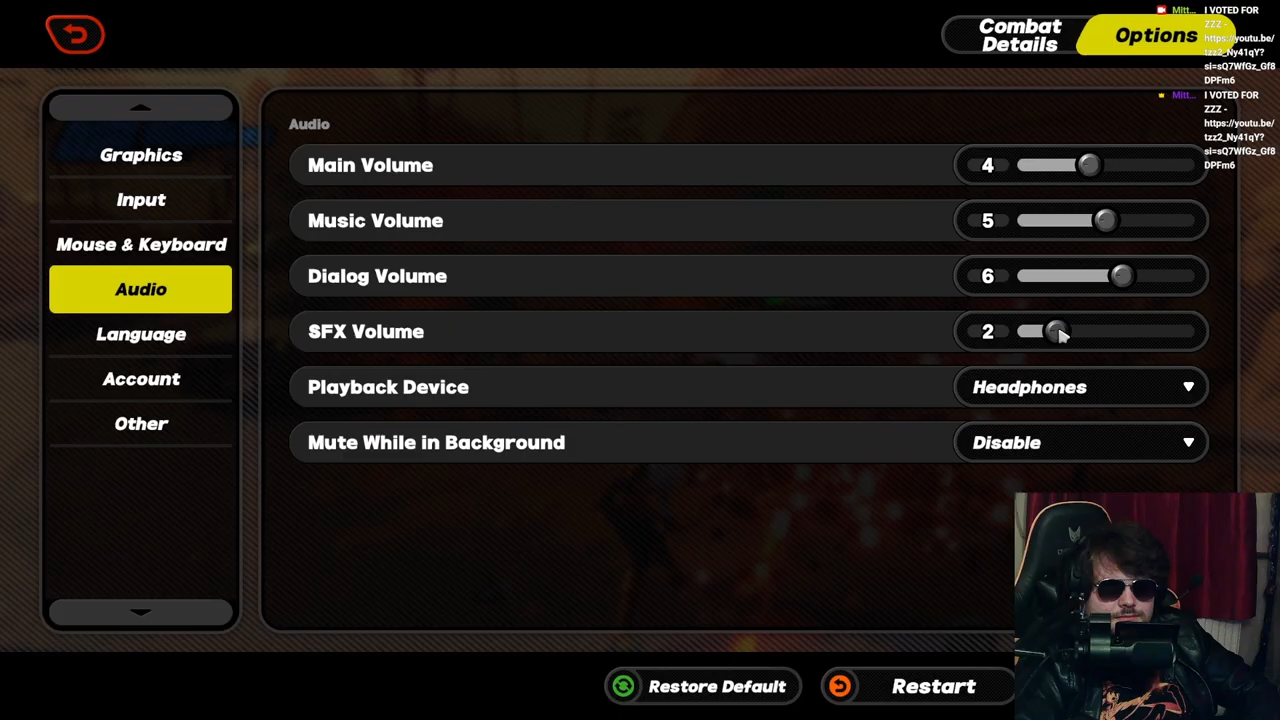 Combat
Details
Options
Mitt... I VOTED FOR
ZZZ -
https://youtu.be/
tzz2_Ny41qY?
si=sQ7WfGz_Gf8
DPFm6
Mitt... I VOTED FOR
ZZZ -
https://youtu.be/
tzz2_Ny41qY?
si=sQ7WfGz_Gf8
DPFm6
Graphics
Input
Mouse & Keyboard
Audio
Language
Account
Other
Audio
Main Volume 4
Music Volume 5
Dialog Volume 6
SFX Volume 2
Playback Device Headphones
Mute While in Background Disable
Restore Default
Restart